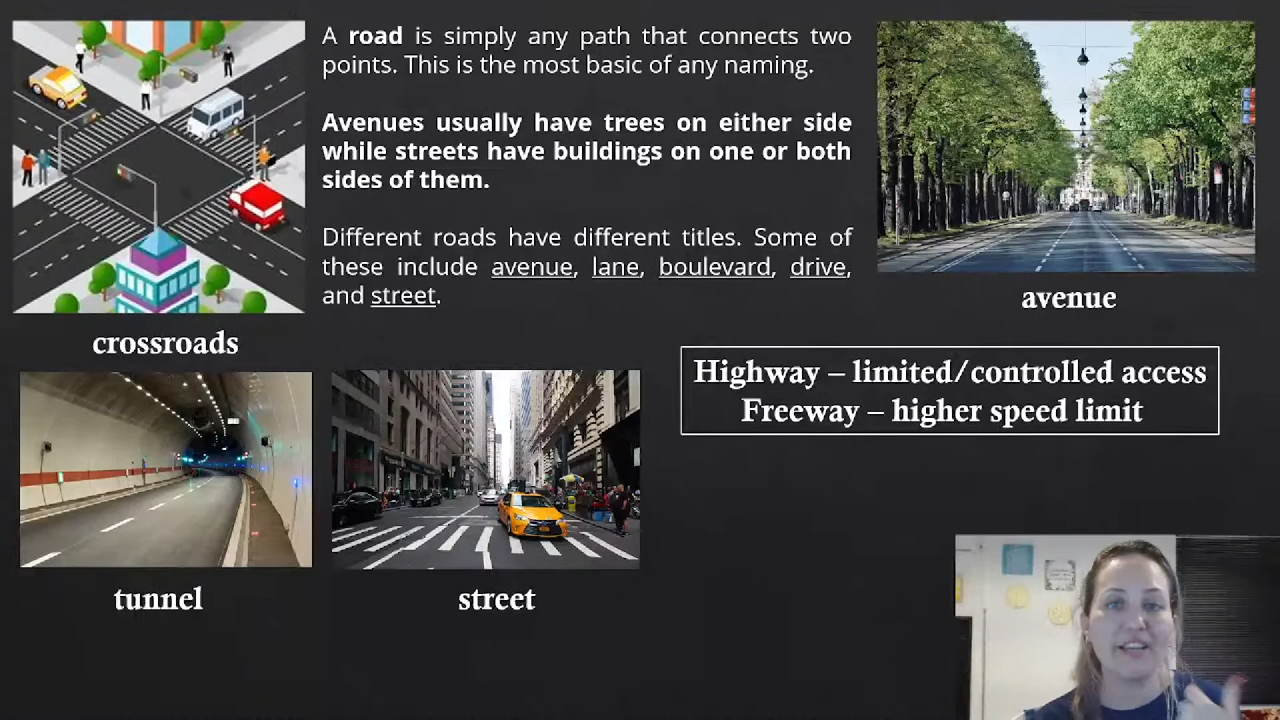 A road is simply any path that connects two
points. This is the most basic of any naming.
Avenues usually have trees on either side
while streets have buildings on one or both
sides of them.
Different roads have different titles. Some of
these include avenue, lane, boulevard, drive,
and street.
avenue
crossroads
Highway – limited/controlled access
Freeway – higher speed limit
tunnel
street